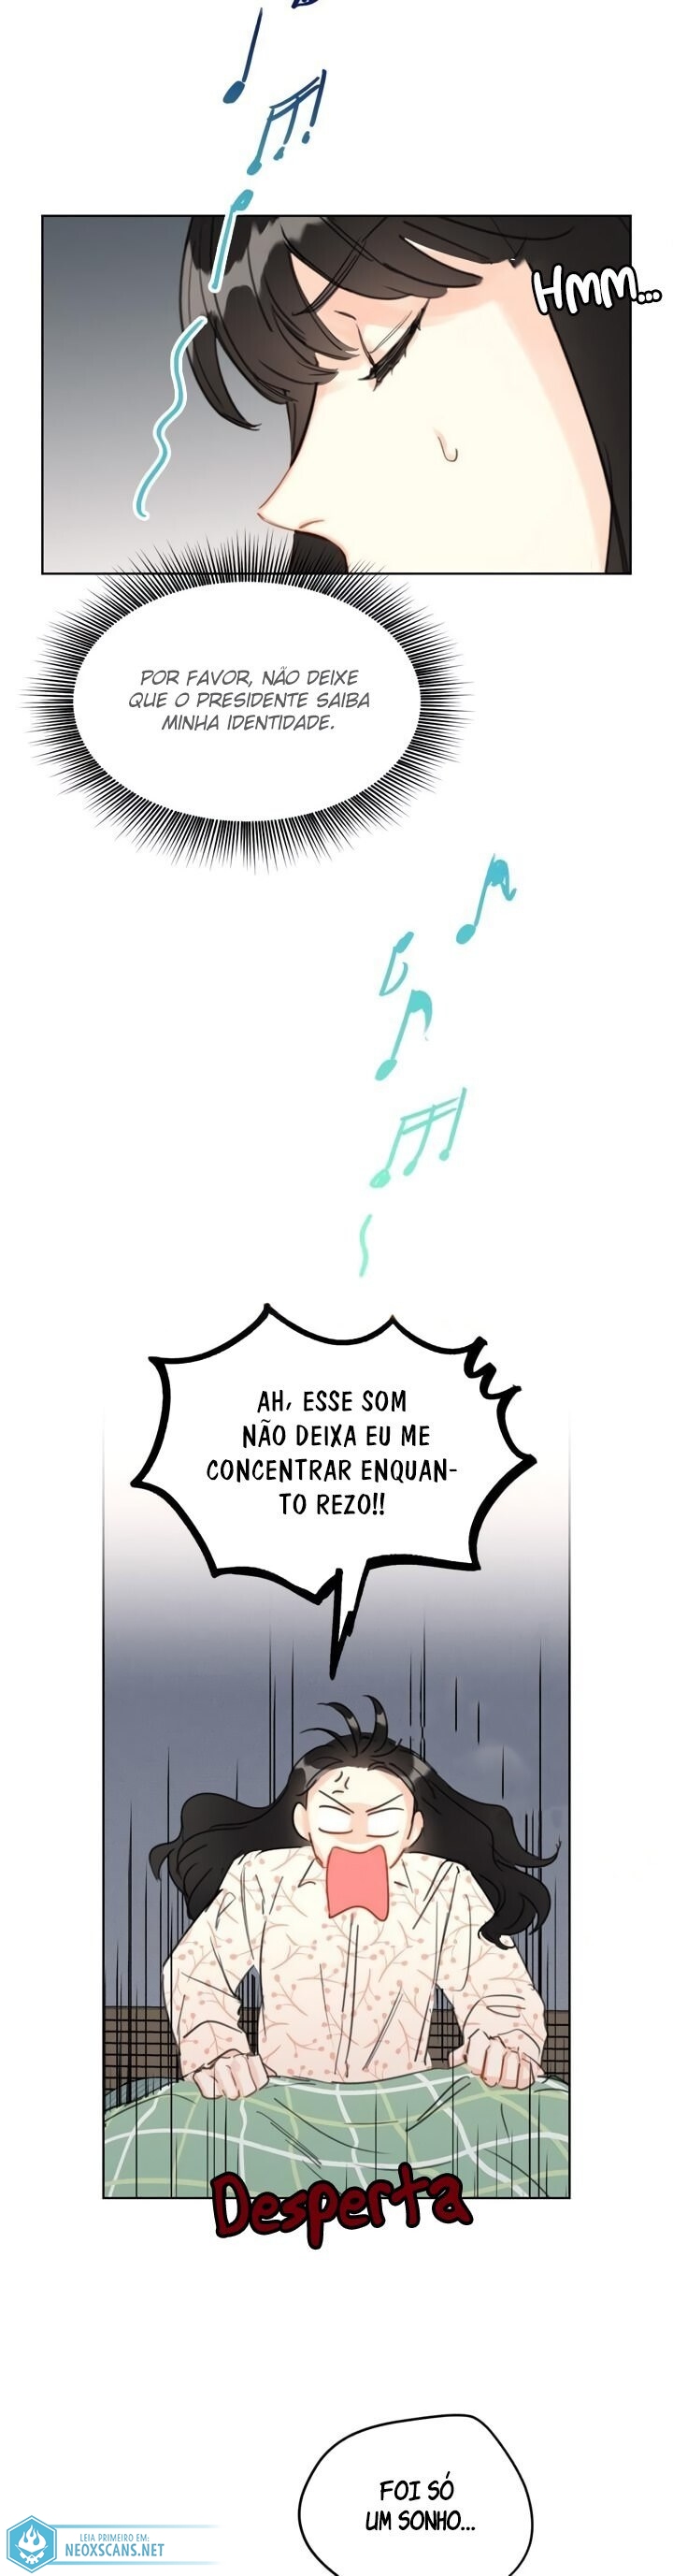 HMM...
POR FAVOR, NÃO DEIXE
QUE O PRESIDENTE SAIBA
MINHA IDENTIDADE.
AH, ESSE SOM
NÃO DEIXA EU ME
CONCENTRAR ENQUAN-
TO REZO!!
Desperta
FOI SÓ
UM SONHO...
LEIA PRIMEIRO EM:
NEOXSCANS.NET